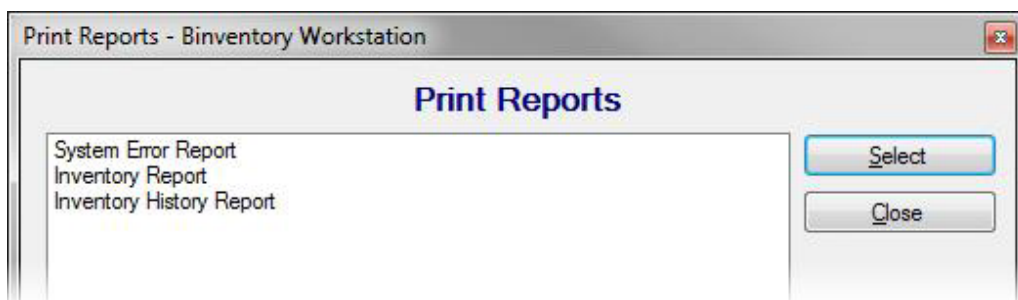 Print Reports - Binventory Workstation
Print Reports
System Error Report
Inventory Report
Inventory History Report
Select
Close